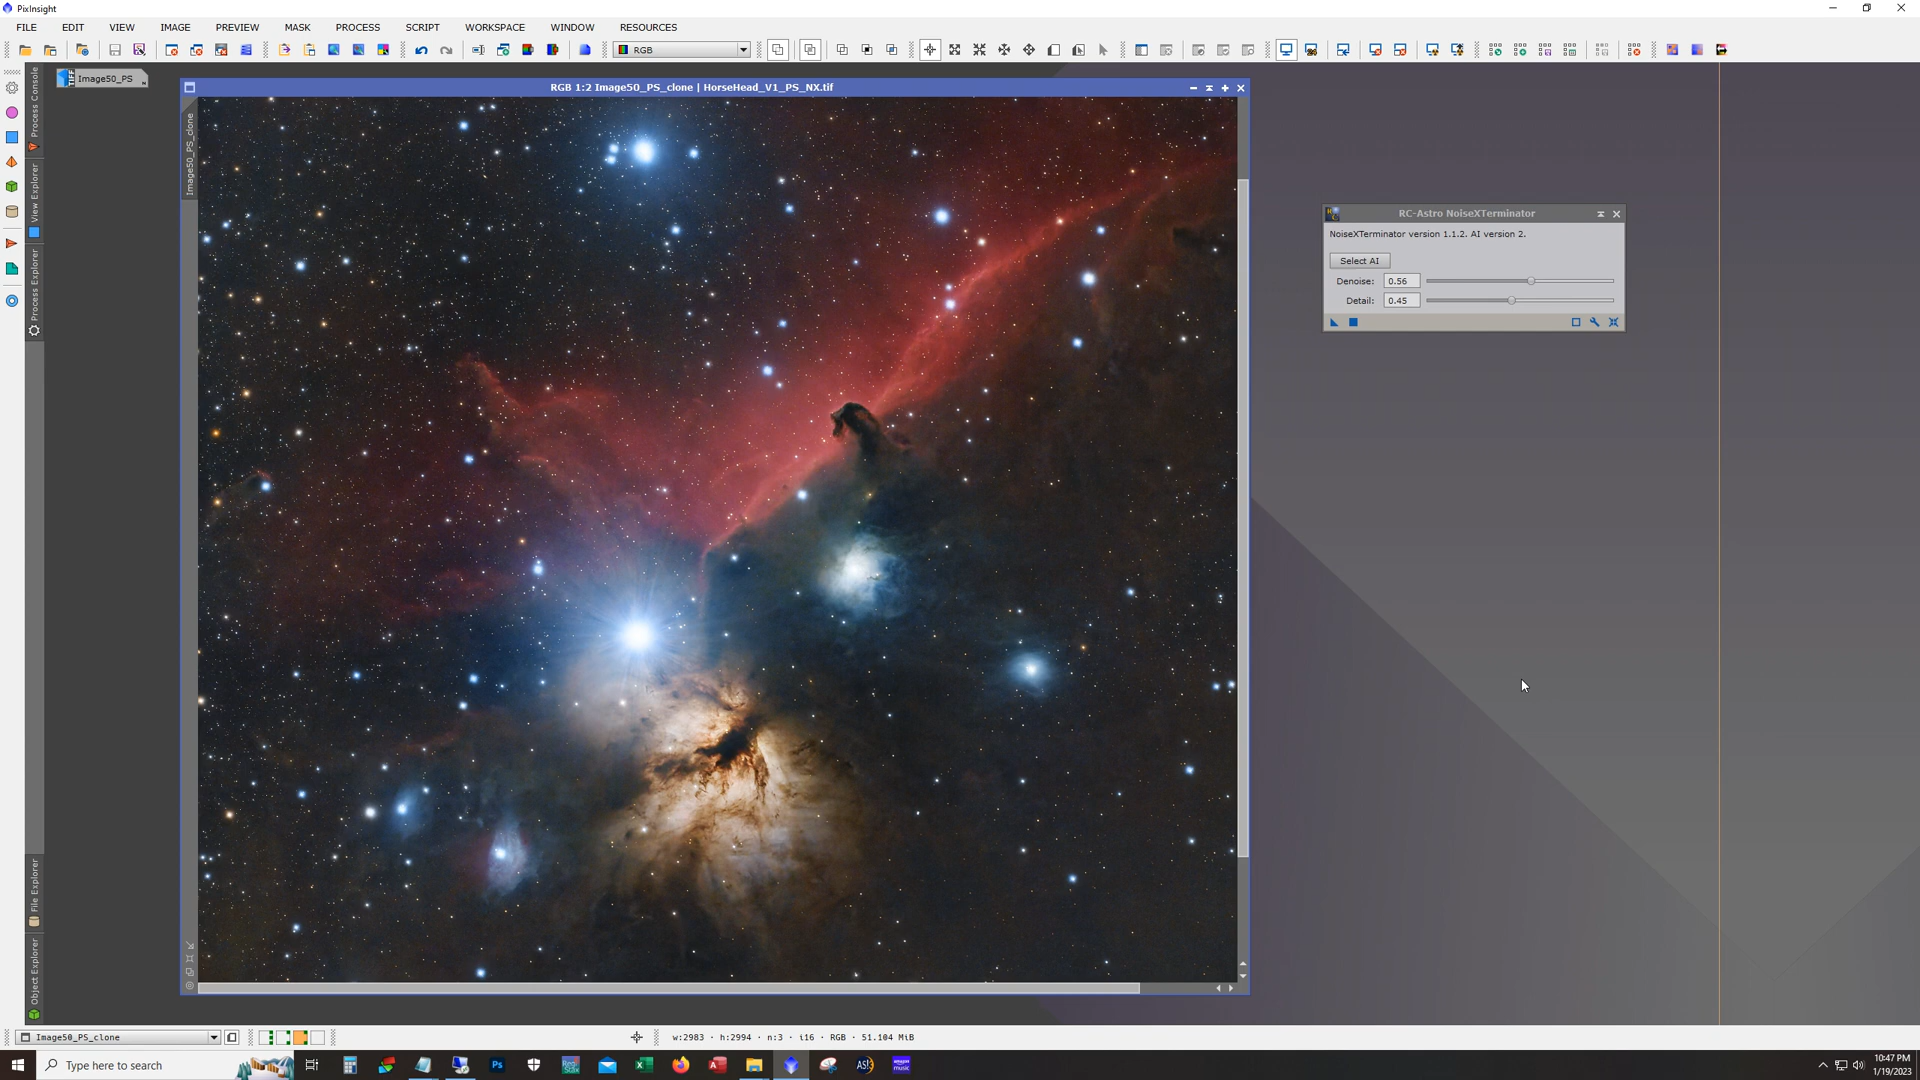 PixInsight
FILE EDIT VIEW IMAGE PREVIEW MASK PROCESS SCRIPT WORKSPACE WINDOW RESOURCES
RGB
Image50_PS
RGB 1:2 Image50_PS_clone | HorseHead_V1_PS_NX.tif
Process Console
View Explorer
Process Explorer
File Explorer
Object Explorer
Image50_PS_clone
RC-Astro NoiseXTerminator
NoiseXTerminator version 1.1.2. AI version 2.
Select AI
Denoise: 0.56
Detail: 0.45
Image50_PS_clone
w:2983 · h:2994 · n:3 · i16 · RGB · 51.104 MiB
Type here to search
Ps
amazon music
10:47 PM
1/19/2023